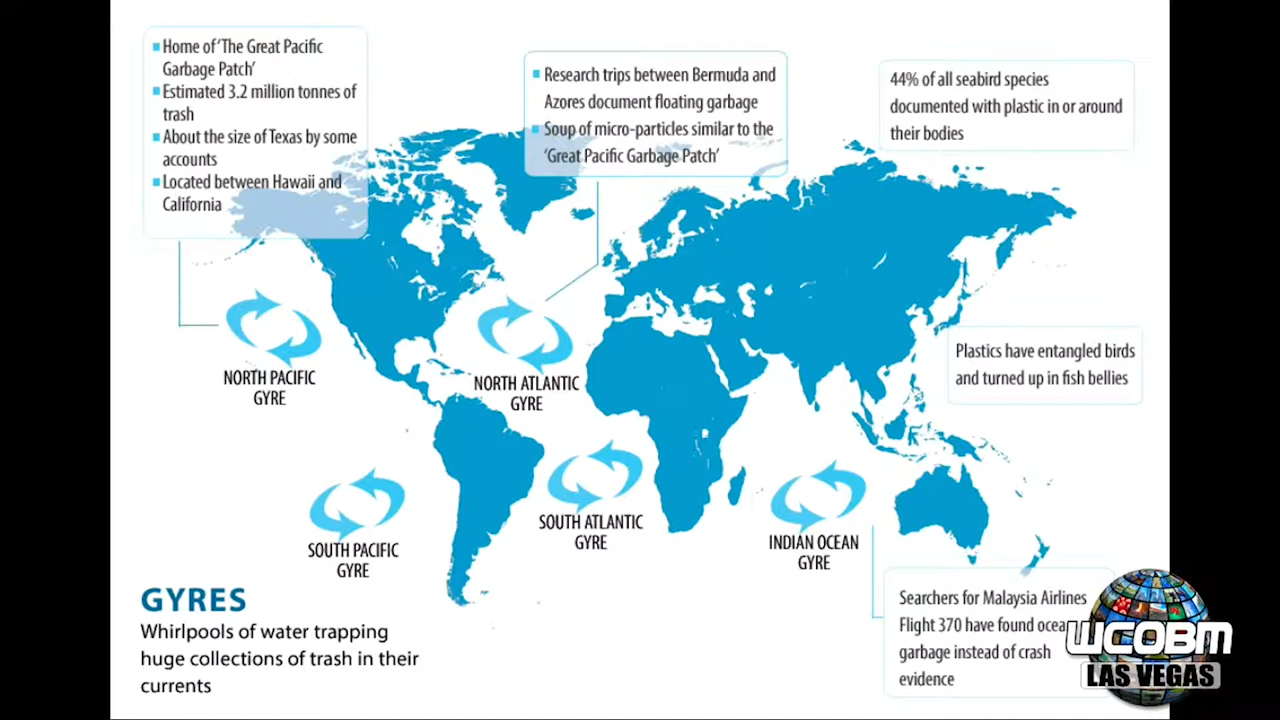 Home of 'The Great Pacific
Garbage Patch'
Estimated 3.2 million tonnes of
trash
About the size of Texas by some
accounts
Located between Hawaii and
California
Research trips between Bermuda and
Azores document floating garbage
Soup of micro-particles similar to the
'Great Pacific Garbage Patch'
44% of all seabird species
documented with plastic in or around
their bodies
Plastics have entangled birds
and turned up in fish bellies
NORTH PACIFIC
GYRE
NORTH ATLANTIC
GYRE
SOUTH PACIFIC
GYRE
SOUTH ATLANTIC
GYRE
INDIAN OCEAN
GYRE
GYRES
Whirlpools of water trapping
huge collections of trash in their
currents
Searchers for Malaysia Airlines
Flight 370 have found
garbage instead of crash
evidence
WCOBM
LAS VEGAS